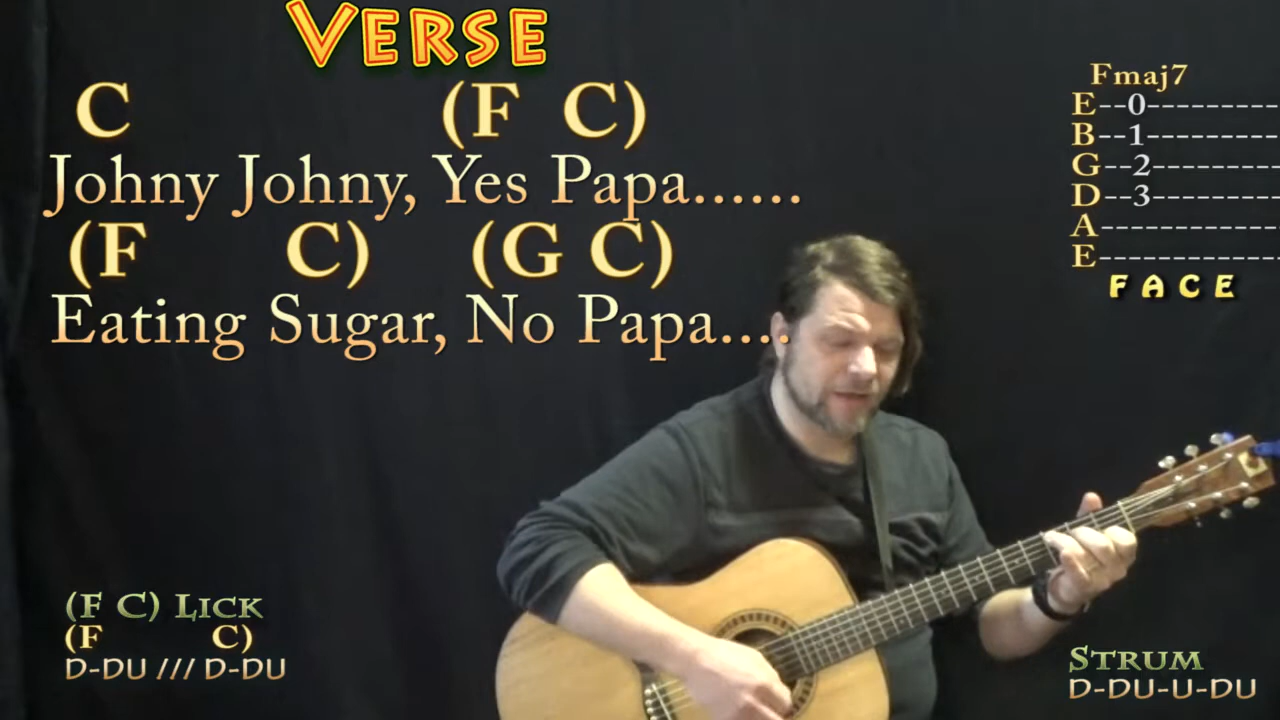 VERSE
C (F C)
Johny Johny, Yes Papa......
(F C) (G C)
Eating Sugar, No Papa....
Fmaj7
E--0---------
B--1---------
G--2---------
D--3---------
A------------
E------------
F A C E
(F C) LICK
(F C)
D-DU /// D-DU
STRUM
D-DU-U-DU